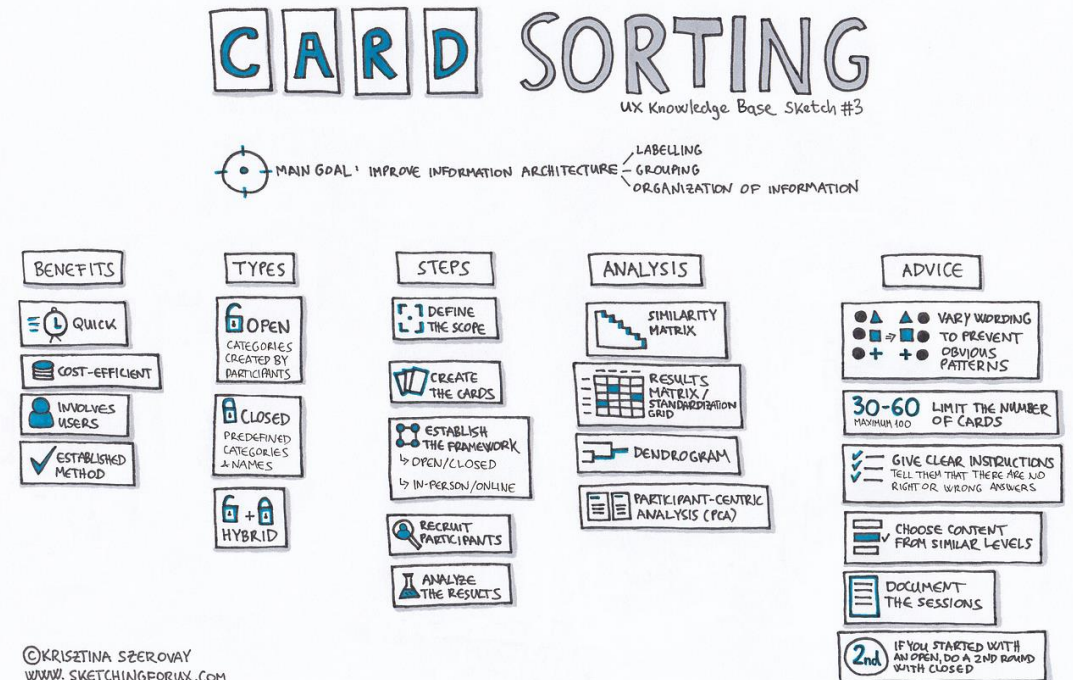 CARD SORTING
UX Knowledge Base Sketch #3
MAIN GOAL: IMPROVE INFORMATION ARCHITECTURE
LABELLING
GROUPING
ORGANIZATION OF INFORMATION
BENEFITS
QUICK
COST-EFFICIENT
INVOLVES
USERS
ESTABLISHED
METHOD
TYPES
OPEN
CATEGORIES
CREATED BY
PARTICIPANTS
CLOSED
PREDEFINED
CATEGORIES
& NAMES
+
HYBRID
STEPS
DEFINE
THE SCOPE
CREATE
THE CARDS
ESTABLISH
THE FRAMEWORK
↳ OPEN/CLOSED
↳ IN-PERSON/ONLINE
RECRUIT
PARTICIPANTS
ANALYZE
THE RESULTS
ANALYSIS
SIMILARITY
MATRIX
RESULTS
MATRIX/
STANDARDIZATION
GRID
DENDROGRAM
PARTICIPANT-CENTRIC
ANALYSIS (PCA)
ADVICE
VARY WORDING
TO PREVENT
OBVIOUS
PATTERNS
30-60
MAXIMUM 100
LIMIT THE NUMBER
OF CARDS
GIVE CLEAR INSTRUCTIONS
TELL THEM THAT THERE ARE NO
RIGHT OR WRONG ANSWERS
CHOOSE CONTENT
FROM SIMILAR LEVELS
DOCUMENT
THE SESSIONS
2nd
IF YOU STARTED WITH
AN OPEN, DO A 2ND ROUND
WITH CLOSED
©KRISZTINA SZEROVAY
WWW.SKETCHINGFORUX.COM